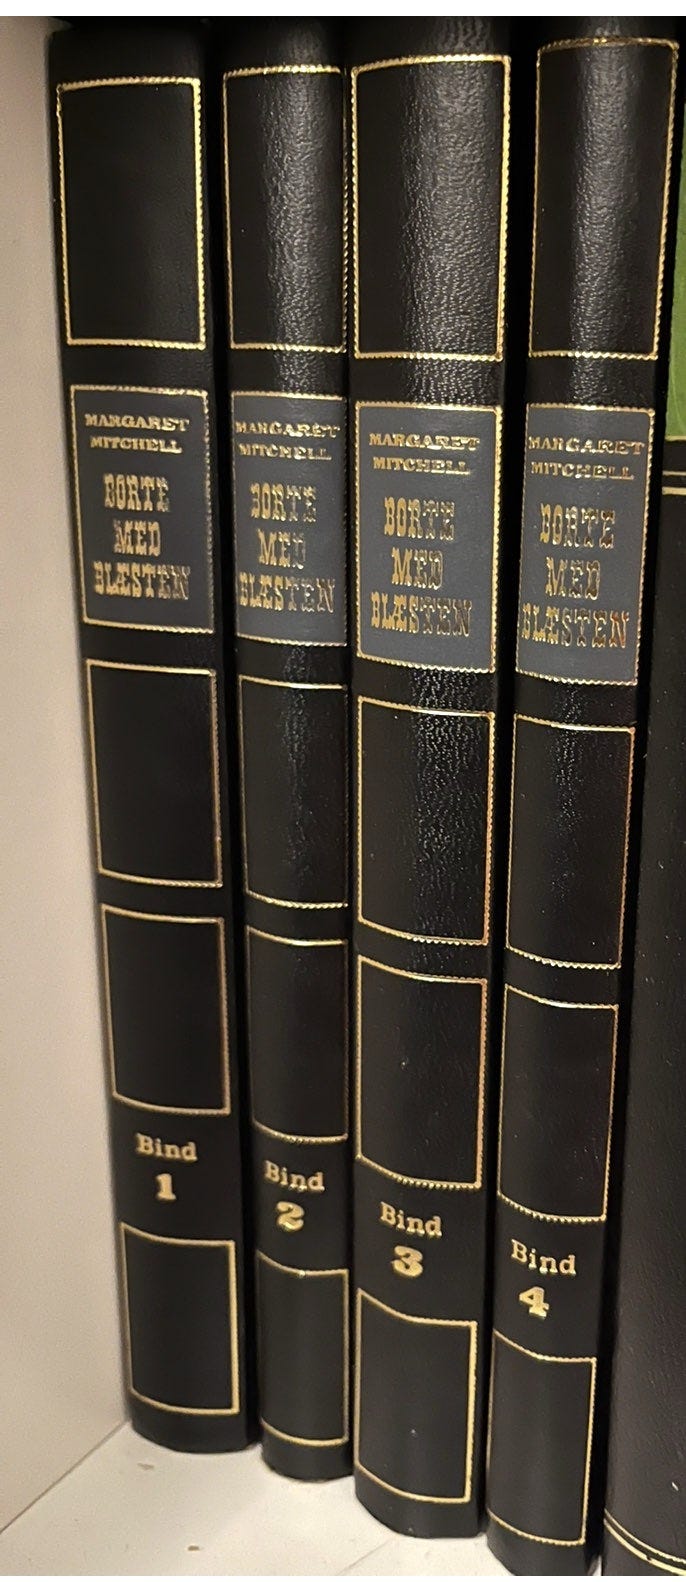 MARGARET
MITCHELL
BORTE
MED
BLÆSTEN
Bind
1
MARGARET
MITCHELL
BORTE
MED
BLÆSTEN
Bind
2
MARGARET
MITCHELL
BORTE
MED
BLÆSTEN
Bind
3
MARGARET
MITCHELL
BORTE
MED
BLÆSTEN
Bind
4